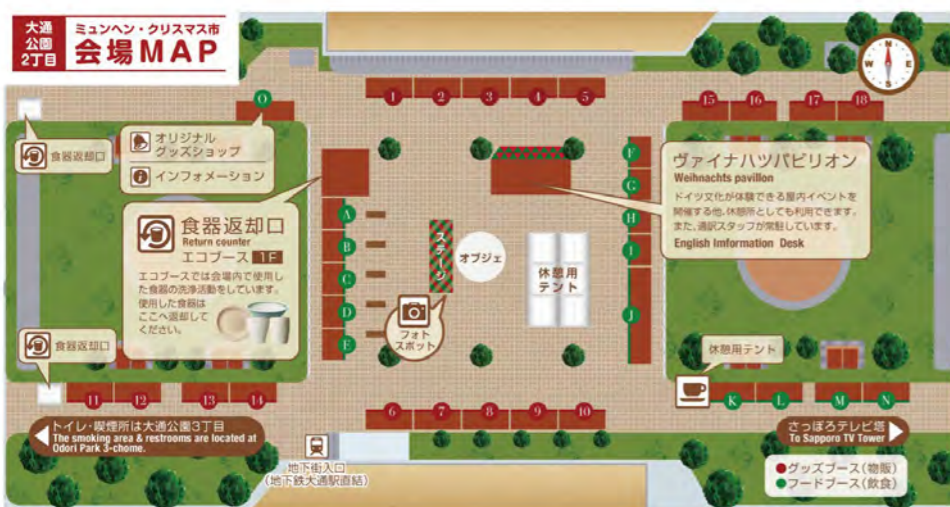 大通
公園
2丁目
ミュンヘン・クリスマス市
会場MAP
N
W
E
S
O
1
2
3
4
5
15
16
17
18
食器返却口
オリジナル
グッズショップ
インフォメーション
食器返却口
Return counter
エコブース 1F
エコブースでは会場内で使用し
た食器の洗浄活動をしています。
使用した食器は
ここへ返却して
ください。
A
B
C
D
E
ステージ
オブジェ
フォト
スポット
休憩用
テント
F
G
H
I
J
ヴァイナハツパビリオン
Weihnachts pavillon
ドイツ文化が体験できる屋内イベントを
開催する他、休憩所としても利用できます。
また、通訳スタッフが常駐しています。
English Imformation Desk
食器返却口
休憩用テント
11
12
13
14
6
7
8
9
10
K
L
M
N
トイレ・喫煙所は大通公園3丁目
The smoking area & restrooms are located at
Odori Park 3-chome.
地下街入口
(地下鉄大通駅直結)
さっぽろテレビ塔
To Sapporo TV Tower
グッズブース(物販)
フードブース(飲食)